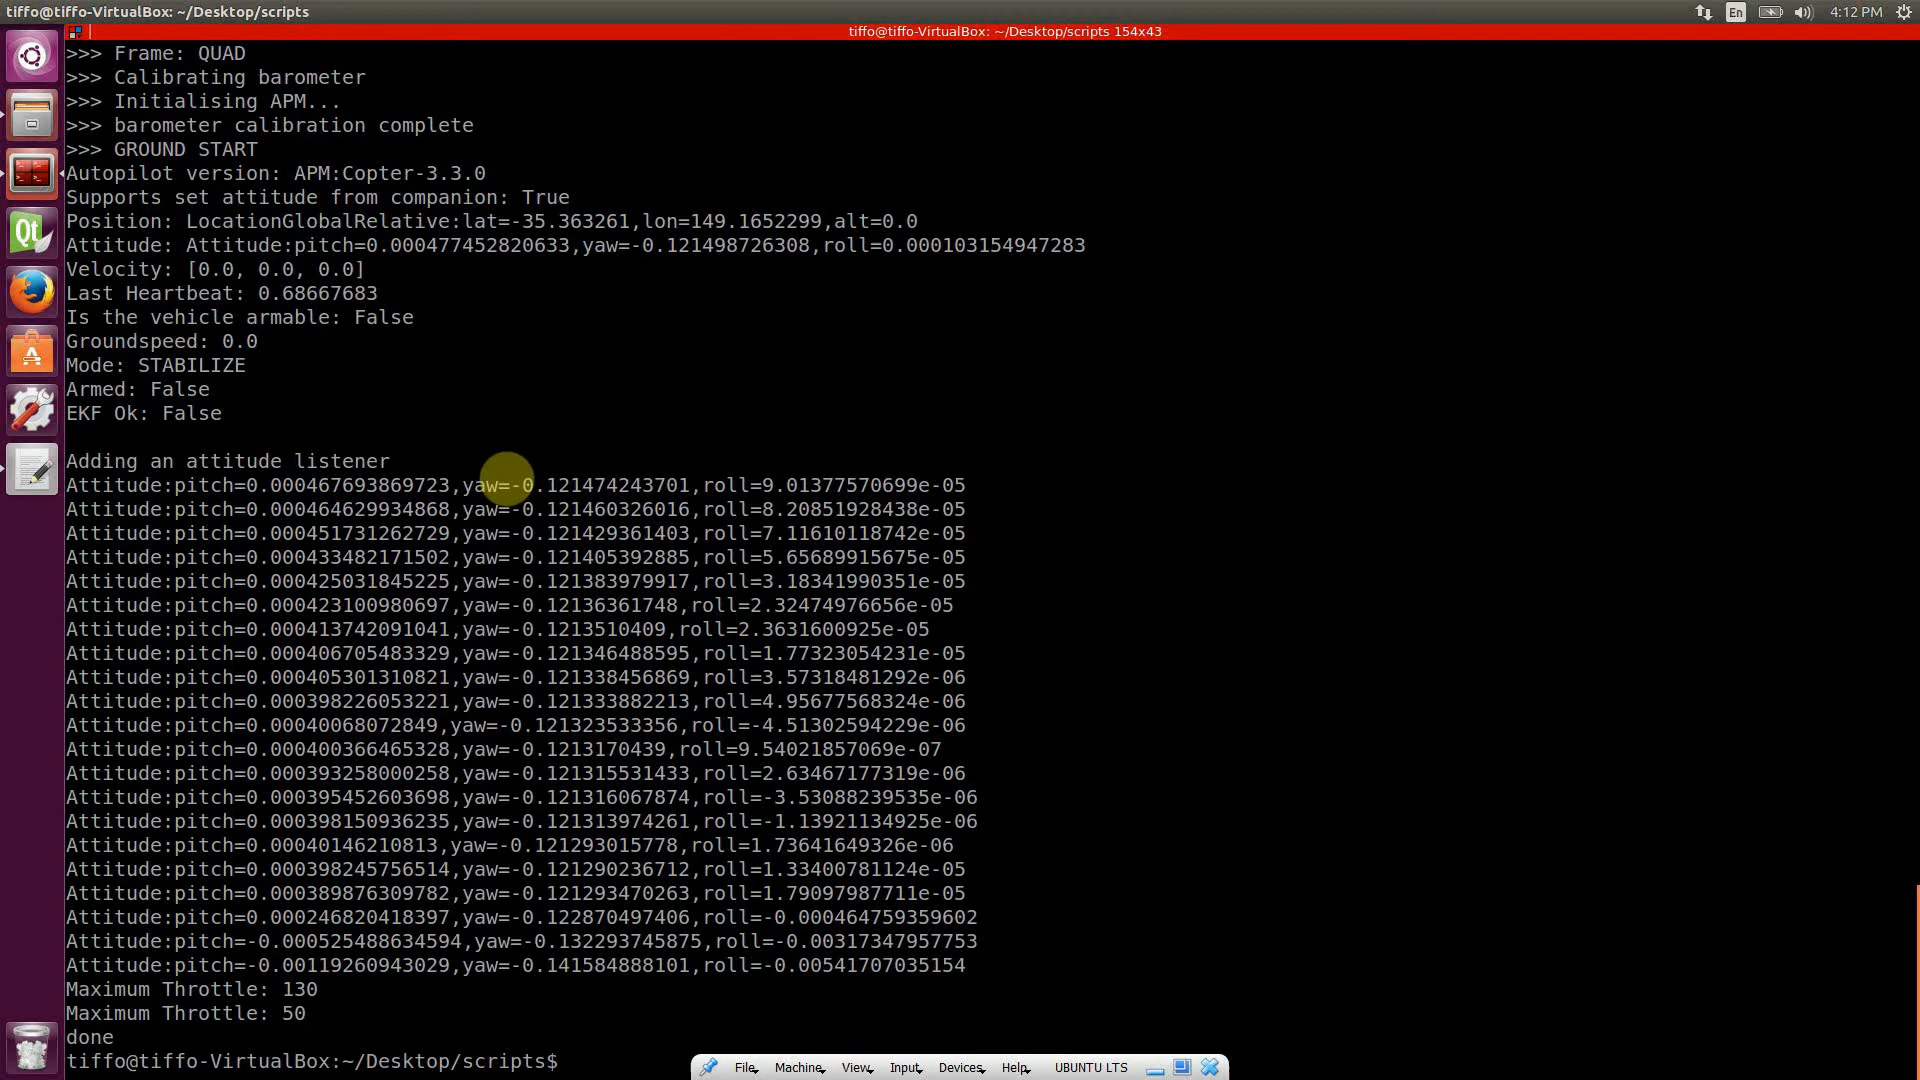 tiffo@tiffo-VirtualBox: ~/Desktop/scripts
En
4:12 PM
tiffo@tiffo-VirtualBox: ~/Desktop/scripts 154x43
>>> Frame: QUAD
>>> Calibrating barometer
>>> Initialising APM...
>>> barometer calibration complete
>>> GROUND START
Autopilot version: APM:Copter-3.3.0
Supports set attitude from companion: True
Position: LocationGlobalRelative:lat=-35.363261,lon=149.1652299,alt=0.0
Attitude: Attitude:pitch=0.000477452820633,yaw=-0.121498726308,roll=0.000103154947283
Velocity: [0.0, 0.0, 0.0]
Last Heartbeat: 0.68667683
Is the vehicle armable: False
Groundspeed: 0.0
Mode: STABILIZE
Armed: False
EKF Ok: False
Adding an attitude listener
Attitude:pitch=0.000467693869723,yaw=-0.121474243701,roll=9.01377570699e-05
Attitude:pitch=0.000464629934868,yaw=-0.121460326016,roll=8.20851928438e-05
Attitude:pitch=0.000451731262729,yaw=-0.121429361403,roll=7.11610118742e-05
Attitude:pitch=0.000433482171502,yaw=-0.121405392885,roll=5.65689915675e-05
Attitude:pitch=0.000425031845225,yaw=-0.121383979917,roll=3.18341990351e-05
Attitude:pitch=0.000423100980697,yaw=-0.12136361748,roll=2.32474976656e-05
Attitude:pitch=0.000413742091041,yaw=-0.1213510409,roll=2.3631600925e-05
Attitude:pitch=0.000406705483329,yaw=-0.121346488595,roll=1.77323054231e-05
Attitude:pitch=0.000405301310821,yaw=-0.121338456869,roll=3.57318481292e-06
Attitude:pitch=0.000398226053221,yaw=-0.121333882213,roll=4.95677568324e-06
Attitude:pitch=0.00040068072849,yaw=-0.121323533356,roll=-4.51302594229e-06
Attitude:pitch=0.000400366465328,yaw=-0.1213170439,roll=9.54021857069e-07
Attitude:pitch=0.000393258000258,yaw=-0.121315531433,roll=2.63467177319e-06
Attitude:pitch=0.000395452603698,yaw=-0.121316067874,roll=-3.53088239535e-06
Attitude:pitch=0.000398150936235,yaw=-0.121313974261,roll=-1.13921134925e-06
Attitude:pitch=0.00040146210813,yaw=-0.121293015778,roll=1.73641649326e-06
Attitude:pitch=0.000398245756514,yaw=-0.121290236712,roll=1.33400781124e-05
Attitude:pitch=0.000389876309782,yaw=-0.121293470263,roll=1.79097987711e-05
Attitude:pitch=0.000246820418397,yaw=-0.122870497406,roll=-0.000464759359602
Attitude:pitch=-0.000525488634594,yaw=-0.132293745875,roll=-0.00317347957753
Attitude:pitch=-0.00119260943029,yaw=-0.141584888101,roll=-0.00541707035154
Maximum Throttle: 130
Maximum Throttle: 50
done
tiffo@tiffo-VirtualBox:~/Desktop/scripts$
File Machine View Input Devices Help UBUNTU LTS